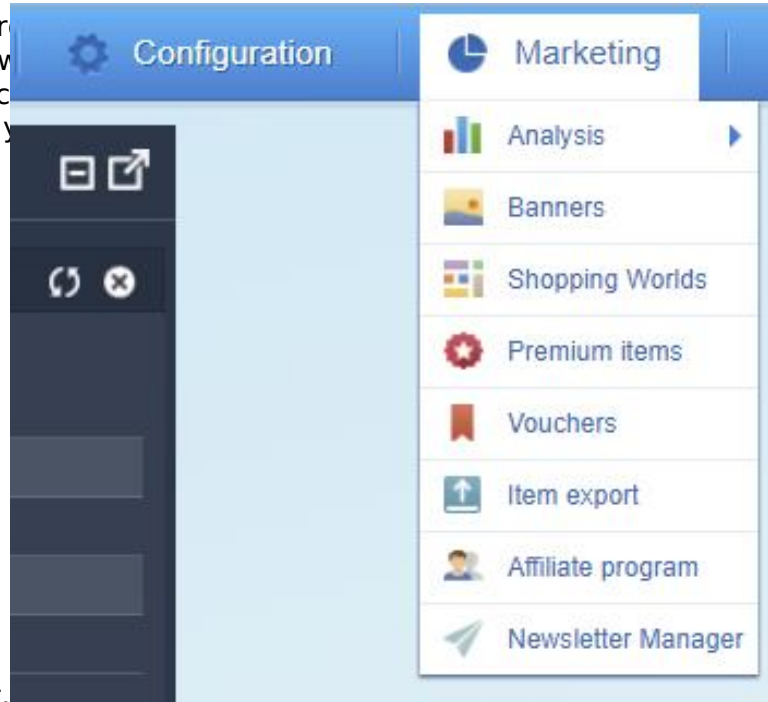 Configuration
Marketing
Analysis
Banners
Shopping Worlds
Premium items
Vouchers
Item export
Affiliate program
Newsletter Manager